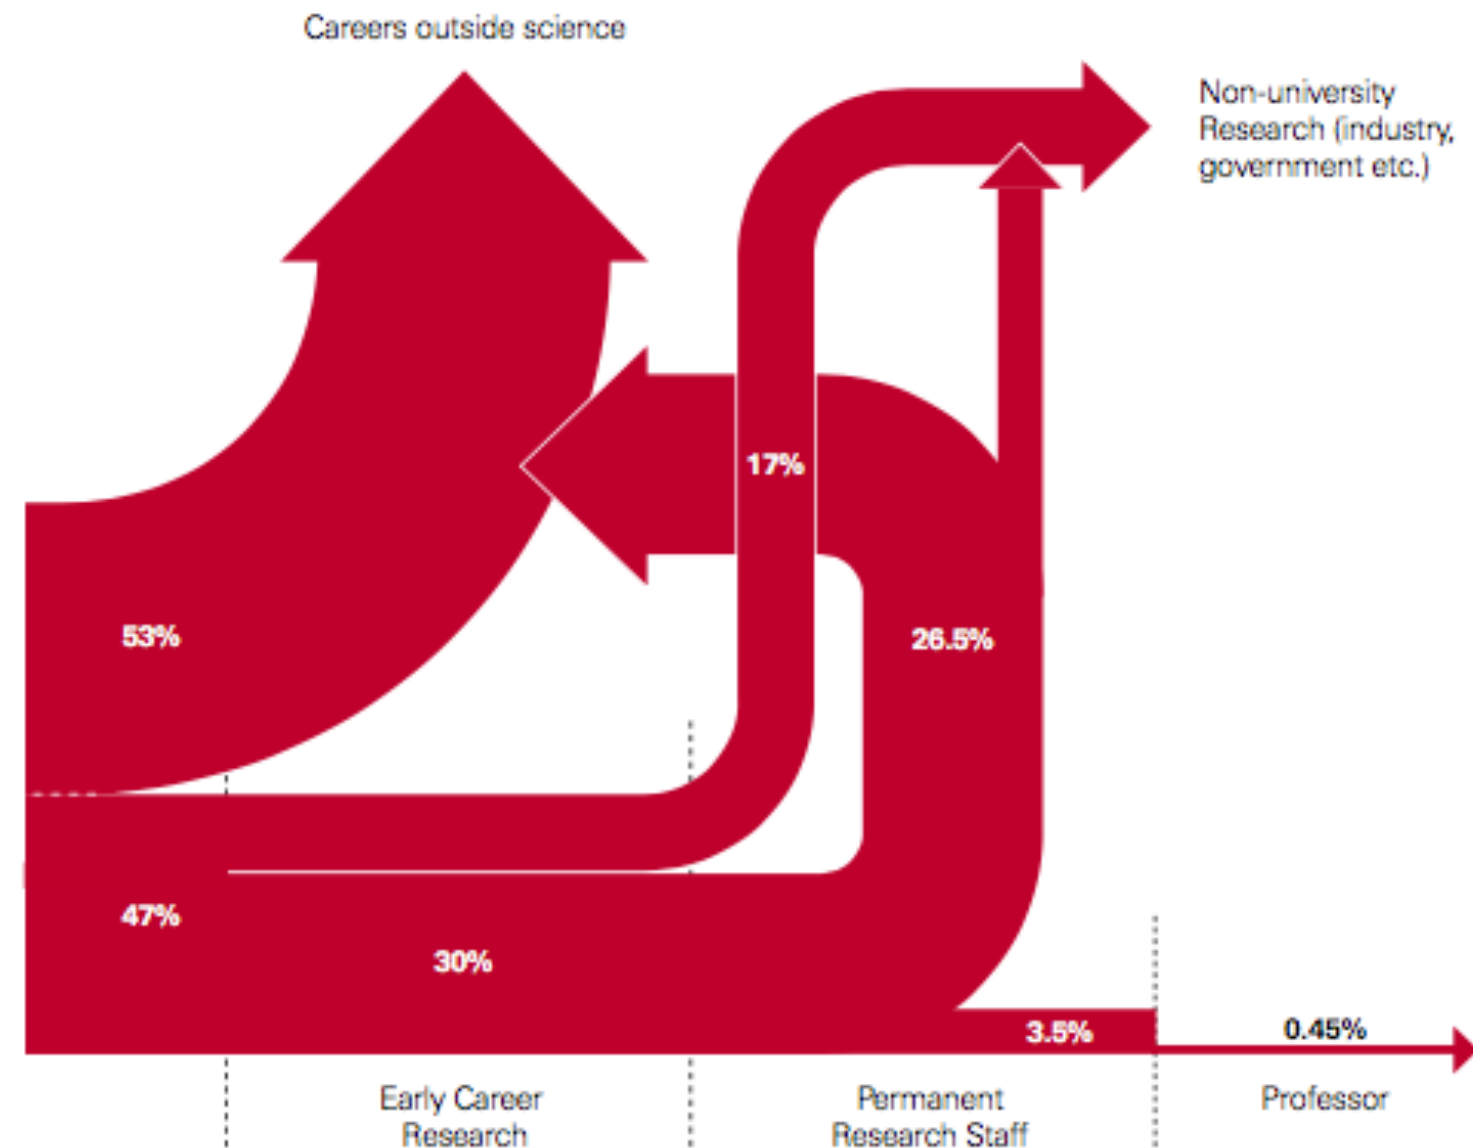 Careers outside science
Non-university
Research (industry,
government etc.)
17%
53%
26.5%
47%
30%
3.5%
0.45%
Early Career
Research
Permanent
Research Staff
Professor